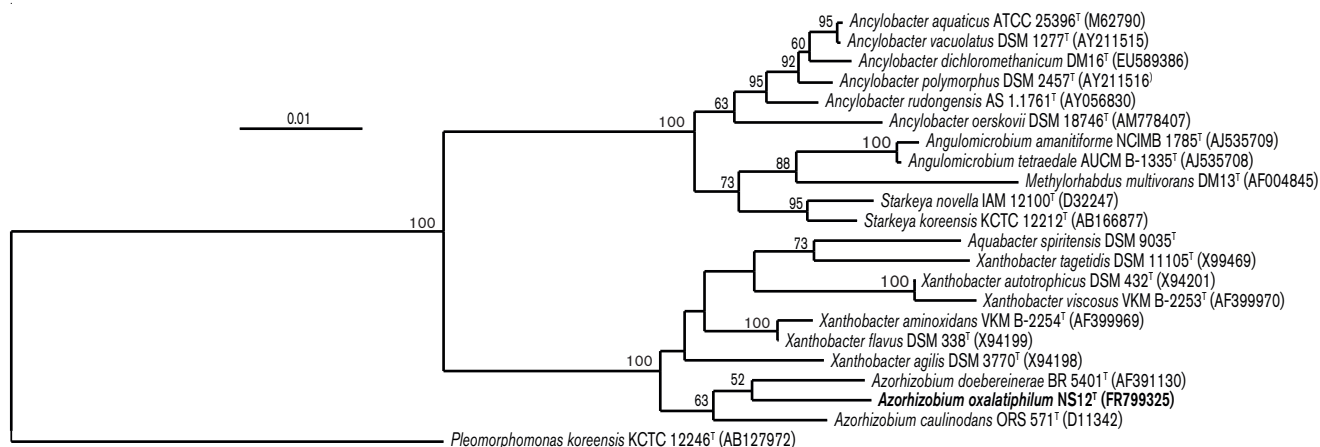 95 Ancylobacter aquaticus ATCC 25396ᵀ (M62790)
Ancylobacter vacuolatus DSM 1277ᵀ (AY211515)
60
Ancylobacter dichloromethanicum DM16ᵀ (EU589386)
92
Ancylobacter polymorphus DSM 2457ᵀ (AY211516⁾
95
Ancylobacter rudongensis AS 1.1761ᵀ (AY056830)
63
0.01
100
Ancylobacter oerskovii DSM 18746ᵀ (AM778407)
100 Angulomicrobium amanitiforme NCIMB 1785ᵀ (AJ535709)
Angulomicrobium tetraedale AUCM B-1335ᵀ (AJ535708)
88
Methylorhabdus multivorans DM13ᵀ (AF004845)
73
Starkeya novella IAM 12100ᵀ (D32247)
95
Starkeya koreensis KCTC 12212ᵀ (AB166877)
100
Aquabacter spiritensis DSM 9035ᵀ
73
Xanthobacter tagetidis DSM 11105ᵀ (X99469)
100 Xanthobacter autotrophicus DSM 432ᵀ (X94201)
Xanthobacter viscosus VKM B-2253ᵀ (AF399970)
Xanthobacter aminoxidans VKM B-2254ᵀ (AF399969)
100
Xanthobacter flavus DSM 338ᵀ (X94199)
100
Xanthobacter agilis DSM 3770ᵀ (X94198)
52
Azorhizobium doebereinerae BR 5401ᵀ (AF391130)
63
Azorhizobium oxalatiphilum NS12ᵀ (FR799325)
Azorhizobium caulinodans ORS 571ᵀ (D11342)
Pleomorphomonas koreensis KCTC 12246ᵀ (AB127972)